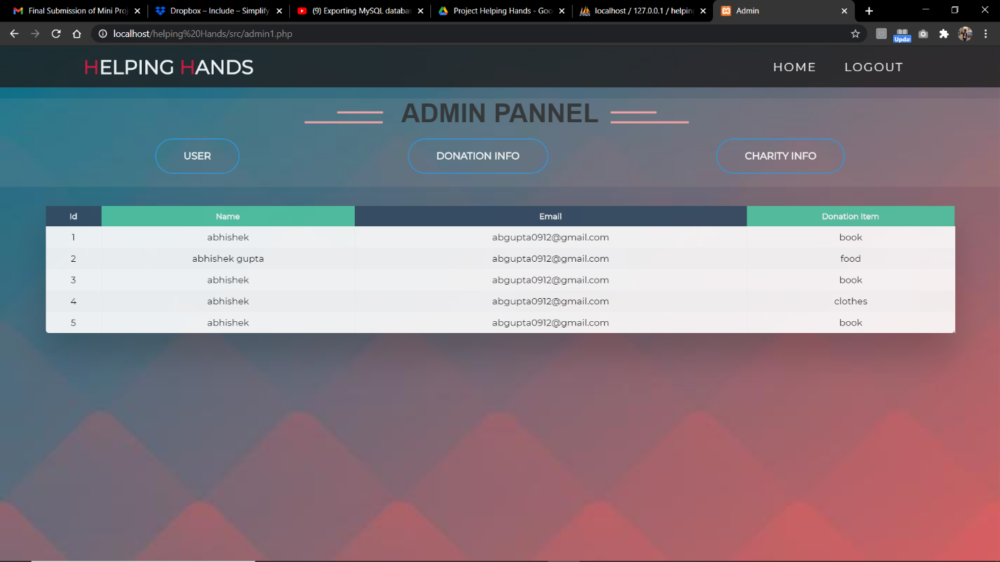 Final Submission of Mini Proj
Dropbox – Include – Simplify
(9) Exporting MySQL databas
Project Helping Hands - Goo
localhost / 127.0.0.1 / helpin
Admin
localhost/helping%20Hands/src/admin1.php
Updat
HELPING HANDS
HOME LOGOUT
ADMIN PANNEL
USER DONATION INFO CHARITY INFO
Id Name Email Donation Item
1 abhishek abgupta0912@gmail.com book
2 abhishek gupta abgupta0912@gmail.com food
3 abhishek abgupta0912@gmail.com book
4 abhishek abgupta0912@gmail.com clothes
5 abhishek abgupta0912@gmail.com book